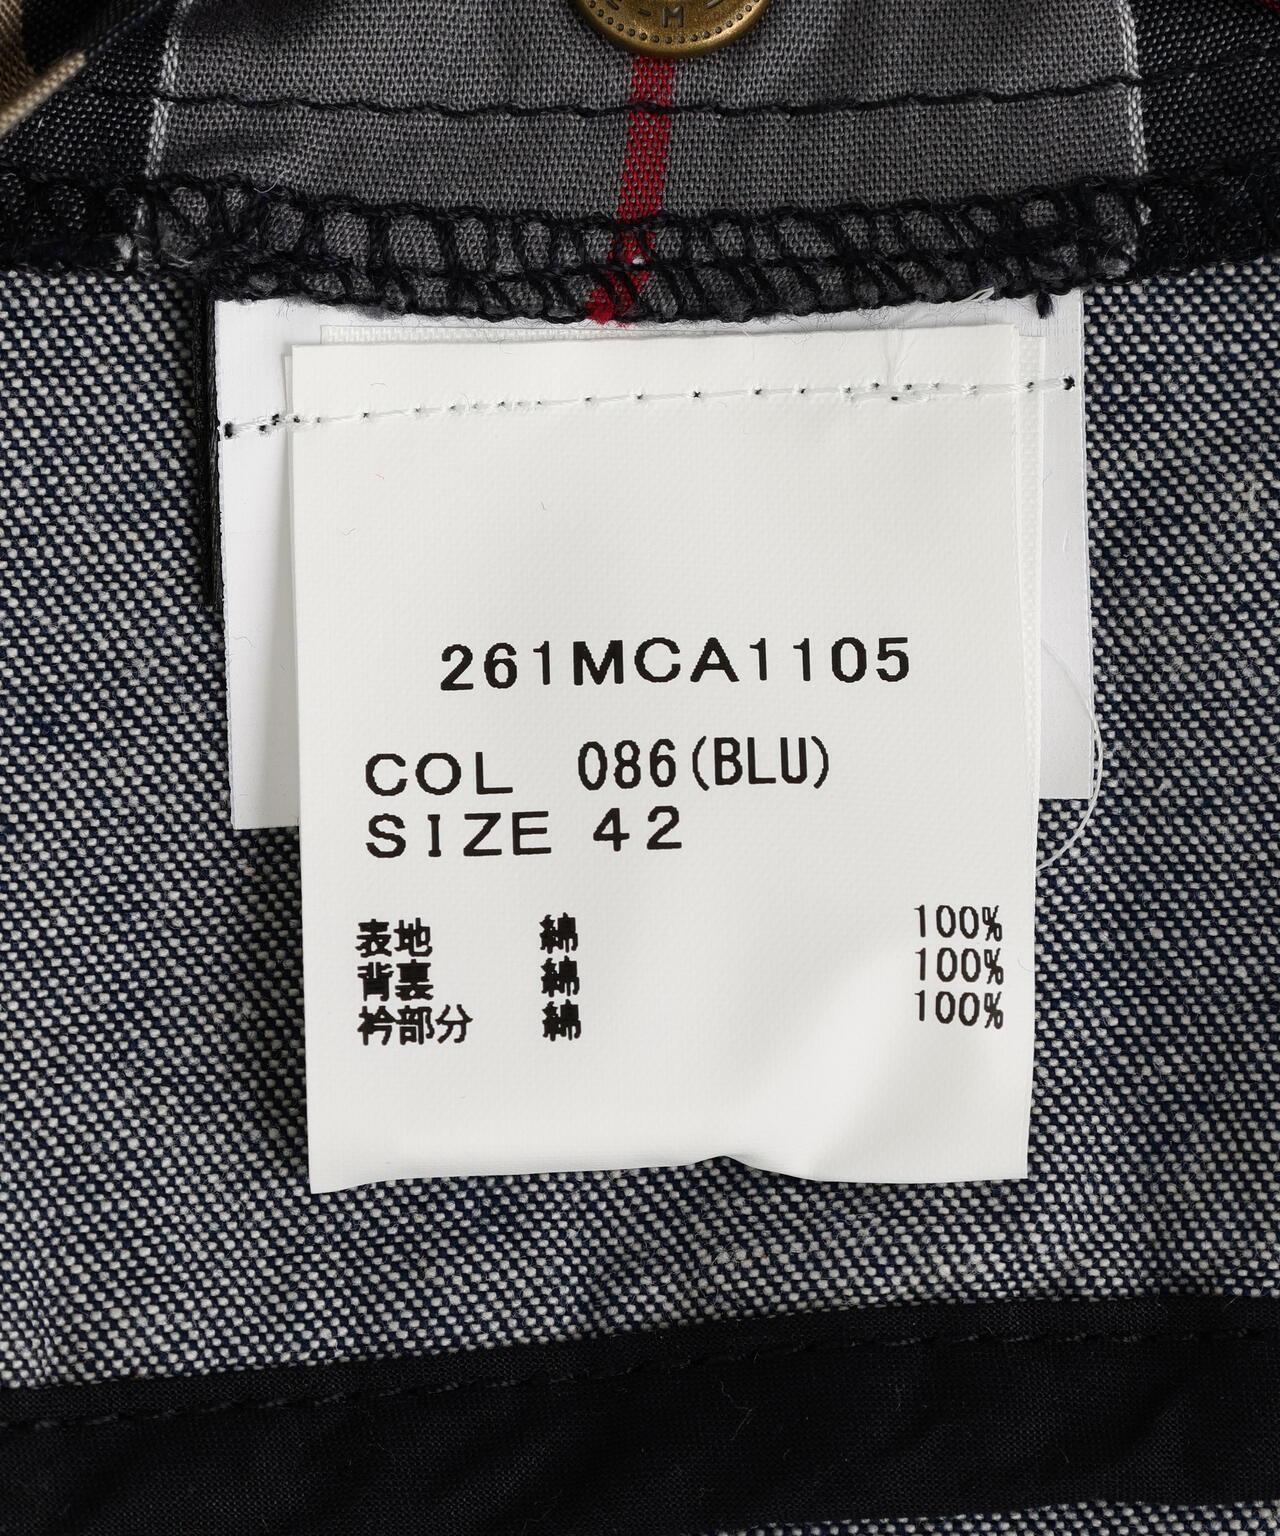 M
261MCA1105
COL 086(BLU)
SIZE 42
表地 綿 100%
背裏 綿 100%
衿部分 綿 100%